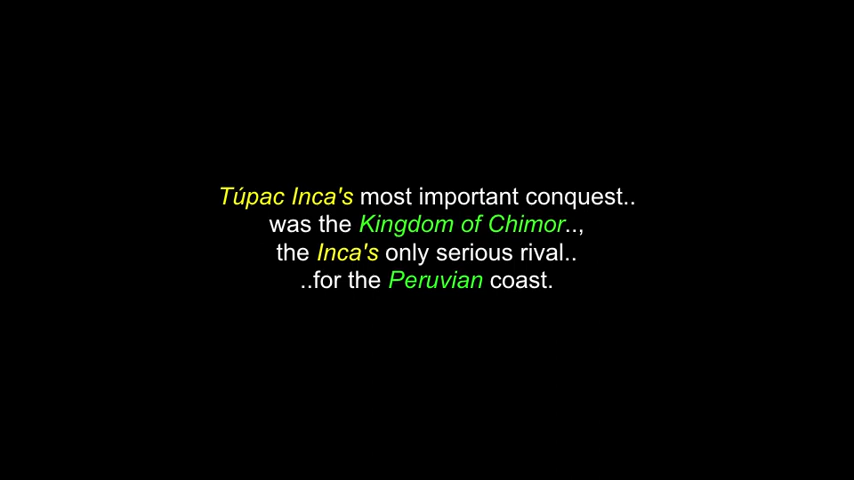 Túpac Inca's most important conquest..
was the Kingdom of Chimor..,
the Inca's only serious rival..
..for the Peruvian coast.